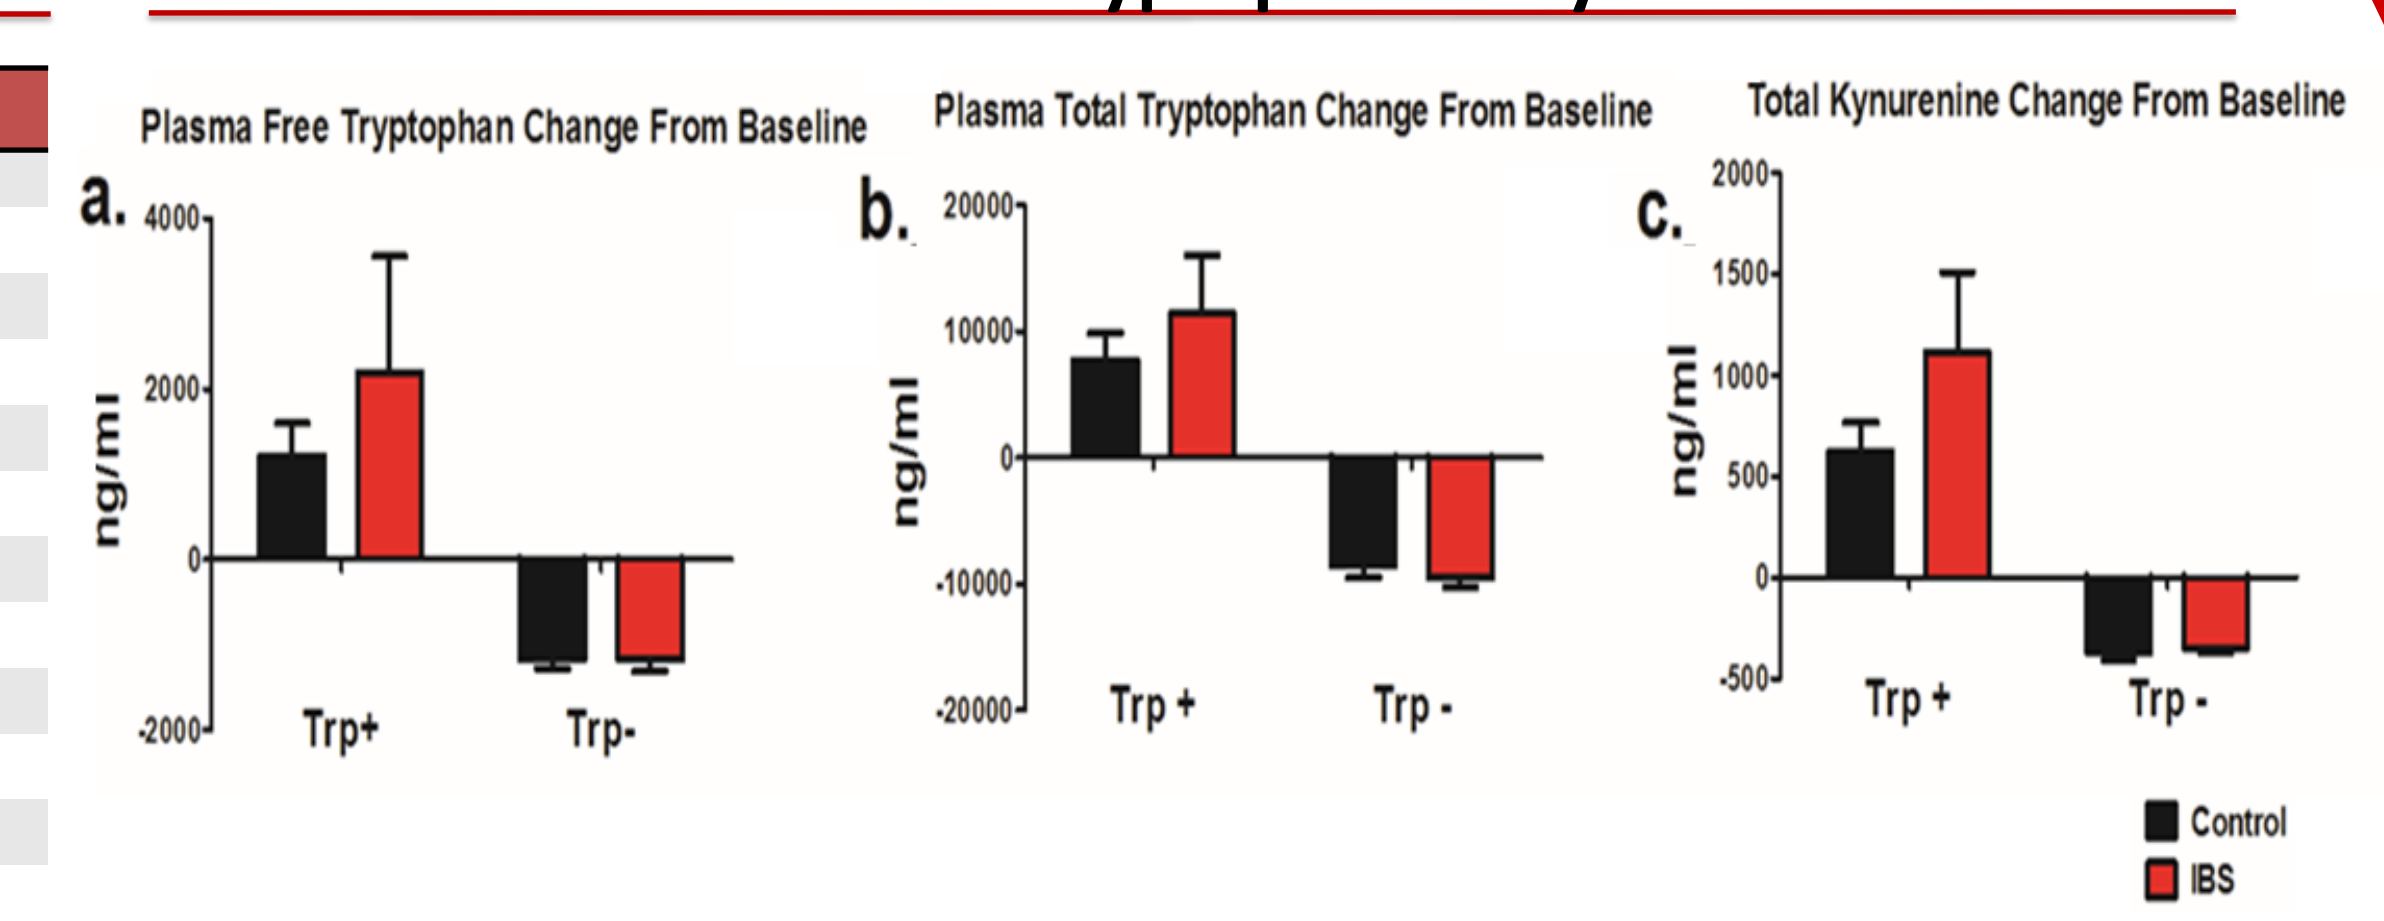 Plasma Free Tryptophan Change From Baseline
a.
4000
2000
0
-2000
ng/ml
Trp+
Trp-
Plasma Total Tryptophan Change From Baseline
b.
20000
10000
0
-10000
-20000
ng/ml
Trp +
Trp -
Total Kynurenine Change From Baseline
c.
2000
1500
1000
500
0
-500
ng/ml
Trp +
Trp -
Control
IBS